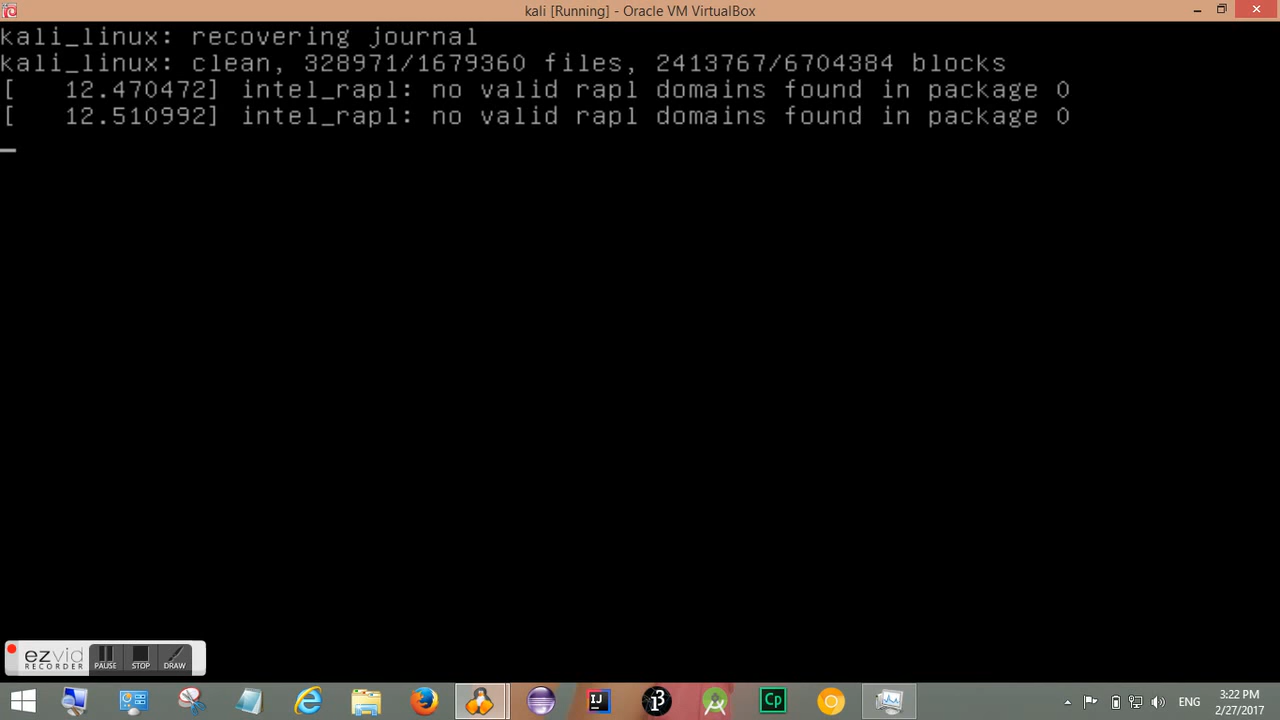 kali [Running] - Oracle VM VirtualBox
kali_linux: recovering journal
kali_linux: clean, 328971/1679360 files, 2413767/6704384 blocks
[   12.470472] intel_rapl: no valid rapl domains found in package 0
[   12.510992] intel_rapl: no valid rapl domains found in package 0
_
ezvid
RECORDER
PAUSE STOP DRAW
IJ
Cp
ENG
3:22 PM
2/27/2017